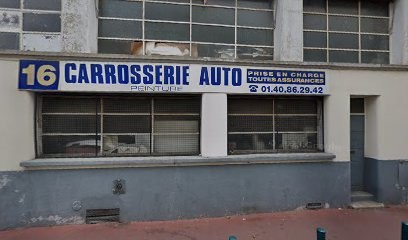 16 CARROSSERIE AUTO
PEINTURE
PRISE EN CHARGE
TOUTES ASSURANCES
☎ 01.40.86.29.42